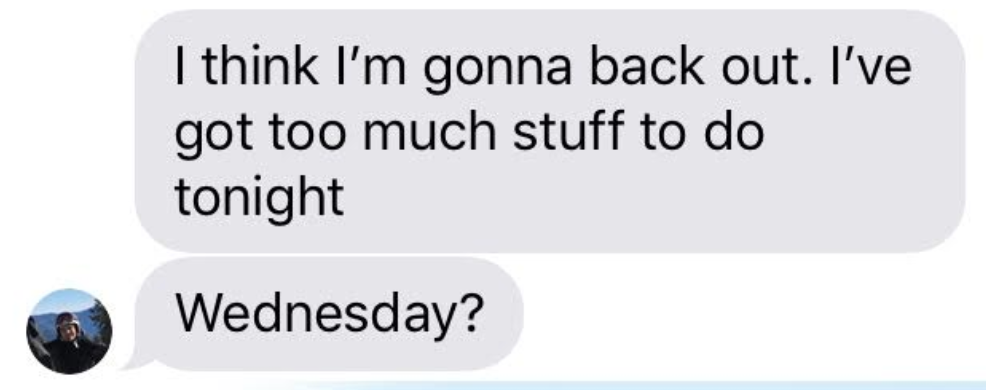 I think I’m gonna back out. I’ve
got too much stuff to do
tonight
Wednesday?